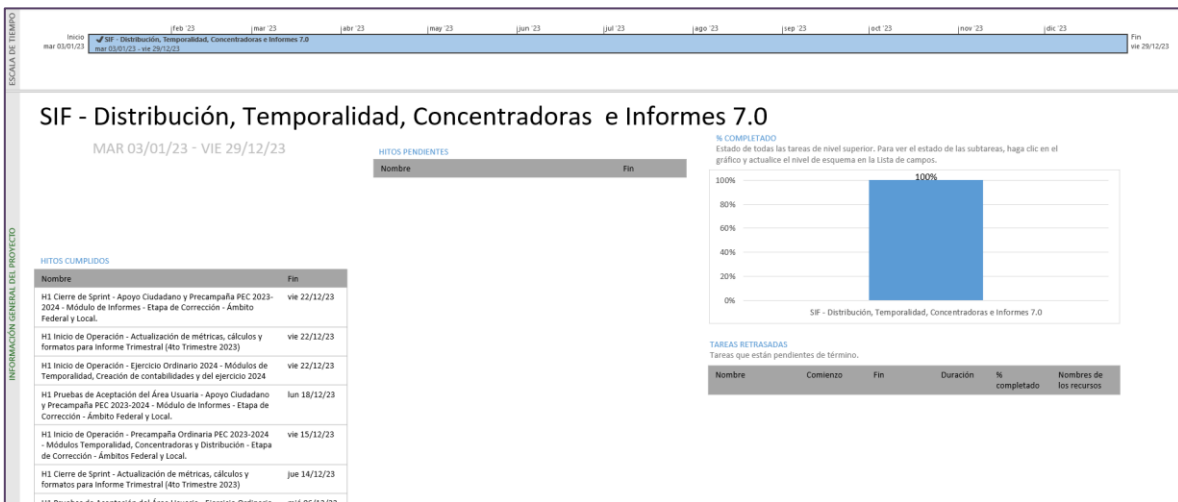 ESCALA DE TIEMPO
feb '23 mar '23 abr '23 may '23 jun '23 jul '23 ago '23 sep '23 oct '23 nov '23 dic '23
Inicio
mar 03/01/23
SIF - Distribución, Temporalidad, Concentradoras e Informes 7.0
mar 03/01/23 - vie 29/12/23
Fin
vie 29/12/23
INFORMACIÓN GENERAL DEL PROYECTO
SIF - Distribución, Temporalidad, Concentradoras e Informes 7.0
MAR 03/01/23 - VIE 29/12/23
HITOS PENDIENTES
Nombre Fin
% COMPLETADO
Estado de todas las tareas de nivel superior. Para ver el estado de las subtareas, haga clic en el
gráfico y actualice el nivel de esquema en la Lista de campos.
100%
100%
80%
60%
40%
20%
0%
SIF - Distribución, Temporalidad, Concentradoras e Informes 7.0
HITOS CUMPLIDOS
Nombre Fin
H1 Cierre de Sprint - Apoyo Ciudadano y Precampaña PEC 2023- vie 22/12/23
2024 - Módulo de Informes - Etapa de Corrección - Ámbito
Federal y Local.
H1 Inicio de Operación - Actualización de métricas, cálculos y vie 22/12/23
formatos para Informe Trimestral (4to Trimestre 2023)
H1 Inicio de Operación - Ejercicio Ordinario 2024 - Módulos de vie 22/12/23
Temporalidad, Creación de contabilidades y del ejercicio 2024
H1 Pruebas de Aceptación del Área Usuaria - Apoyo Ciudadano lun 18/12/23
y Precampaña PEC 2023-2024 - Módulo de Informes - Etapa de
Corrección - Ámbito Federal y Local.
H1 Inicio de Operación - Precampaña Ordinaria PEC 2023-2024 vie 15/12/23
- Módulos Temporalidad, Concentradoras y Distribución - Etapa
de Corrección - Ámbitos Federal y Local.
H1 Cierre de Sprint - Actualización de métricas, cálculos y jue 14/12/23
formatos para Informe Trimestral (4to Trimestre 2023)
H1 Pruebas de Aceptación del Área Usuaria - Ejercicio Ordinario mié 06/12/23
TAREAS RETRASADAS
Tareas que están pendientes de término.
Nombre Comienzo Fin Duración % completado Nombres de los recursos